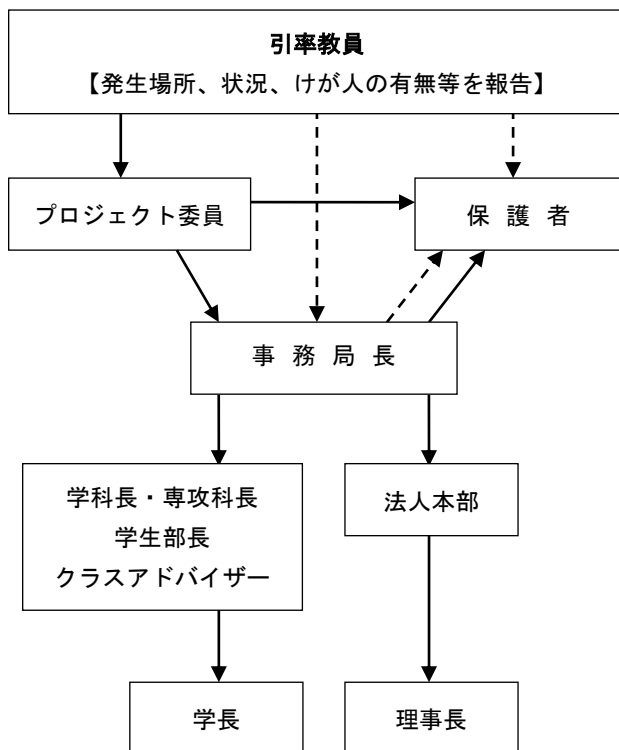 引率教員
【発生場所、状況、けが人の有無等を報告】
プロジェクト委員
保 護 者
事 務 局 長
学科長・専攻科長
学生部長
クラスアドバイザー
法人本部
学長
理事長